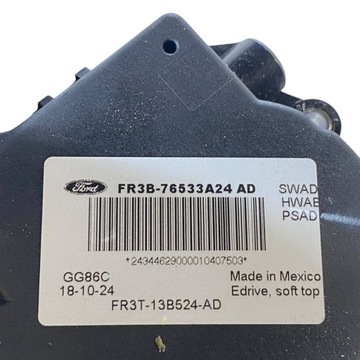 Ford
FR3B-76533A24 AD
SWAD
HWAB
PSAD
*24344629000010407503*
GG86C
Made in Mexico
18-10-24
Edrive, soft top
FR3T-13B524-AD